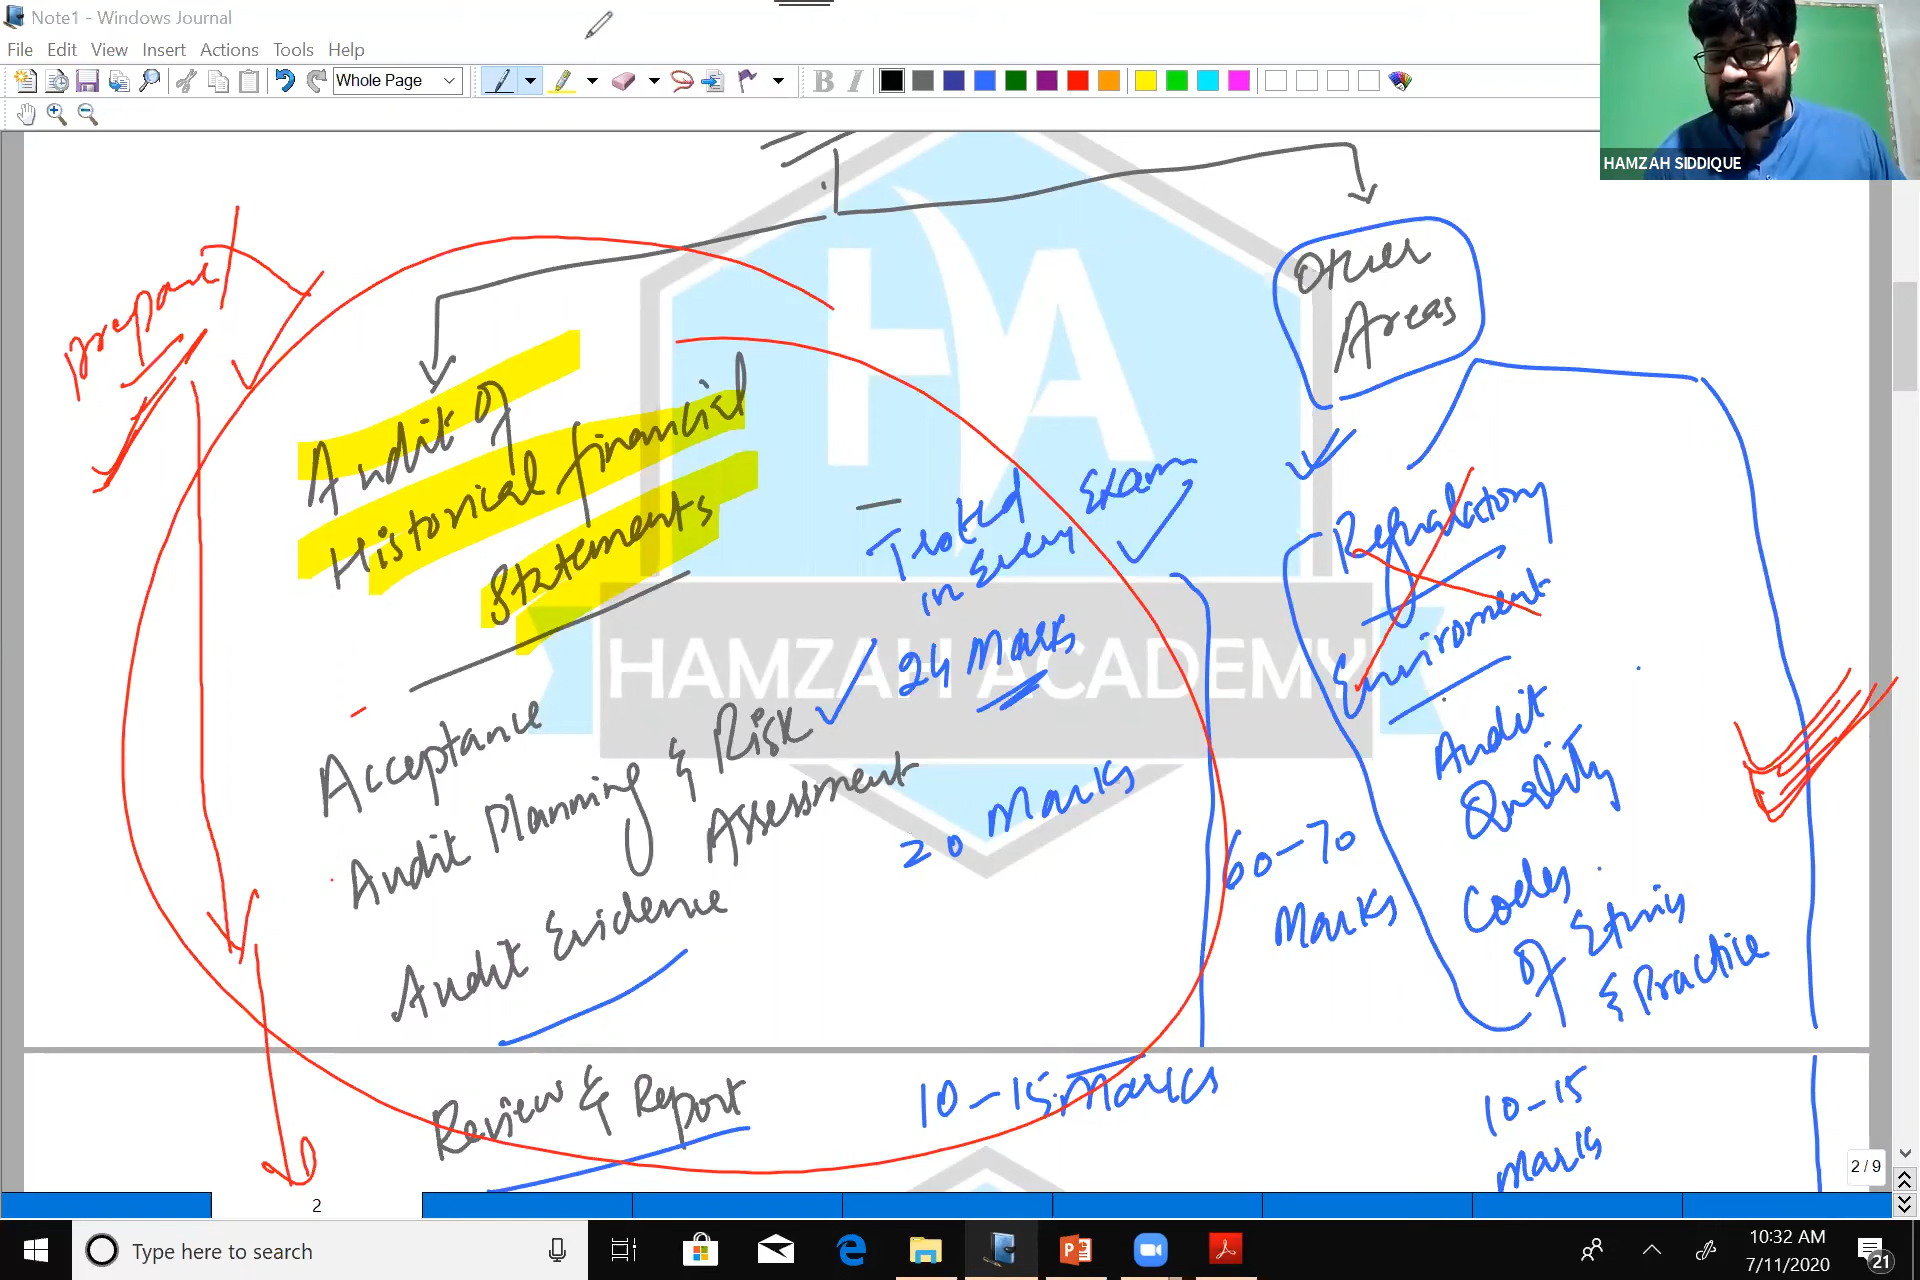 Note1 - Windows Journal
File Edit View Insert Actions Tools Help
Whole Page
B I
HAMZAH SIDDIQUE
HA
HAMZAH ACADEMY
prepare
Audit of
Historical financial
Statements
Other
Areas
Tested
in Every Exam
24 Marks
Acceptance
Audit Planning & Risk
Assessment
20 Marks
Audit Evidence
60-70
Marks
Environment
Audit
Quality
Codes
of Ethics
& Practice
Review & Report
10-15 Marks
10-15
Marks
2 / 9
2
Type here to search
10:32 AM
7/11/2020
21